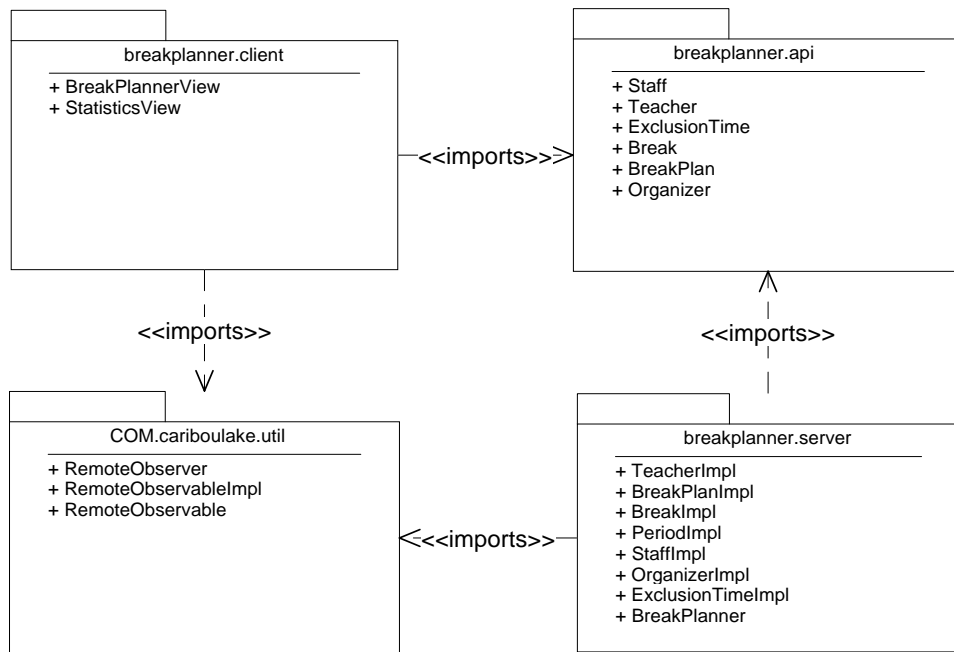 breakplanner.client
+ BreakPlannerView
+ StatisticsView
<<imports>>
breakplanner.api
+ Staff
+ Teacher
+ ExclusionTime
+ Break
+ BreakPlan
+ Organizer
<<imports>>
<<imports>>
COM.cariboulake.util
+ RemoteObserver
+ RemoteObservableImpl
+ RemoteObservable
<<imports>>
breakplanner.server
+ TeacherImpl
+ BreakPlanImpl
+ BreakImpl
+ PeriodImpl
+ StaffImpl
+ OrganizerImpl
+ ExclusionTimeImpl
+ BreakPlanner